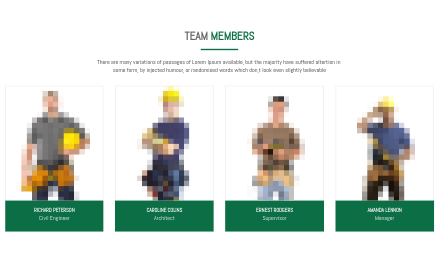 TEAM MEMBERS
There are many variations of passages of Lorem Ipsum available, but the majority have suffered altertion in
some form, by injected humour, or randomised words which don,t look even slightly believable
RICHARD PETERSON
Civil Engineer
CAROLINE COLINS
Architect
ERNEST RODGERS
Supervisor
AMANDA LENNON
Manager